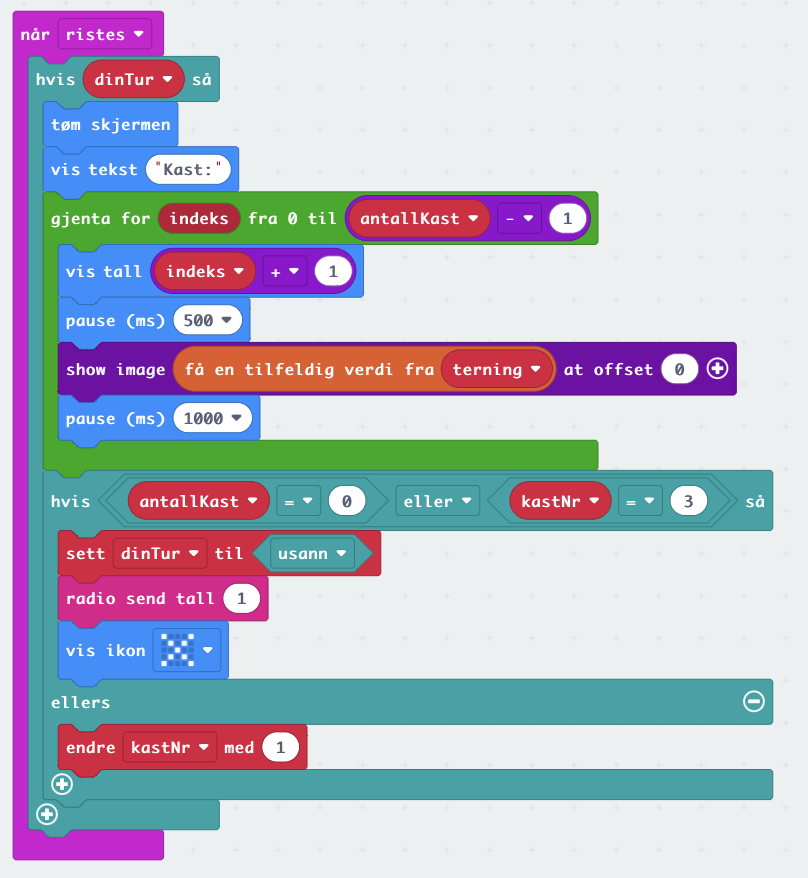 når ristes
hvis dinTur så
tøm skjermen
vis tekst "Kast:"
gjenta for indeks fra 0 til antallKast - 1
vis tall indeks + 1
pause (ms) 500
show image få en tilfeldig verdi fra terning at offset 0
pause (ms) 1000
hvis antallKast = 0 eller kastNr = 3 så
sett dinTur til usann
radio send tall 1
vis ikon
ellers
endre kastNr med 1